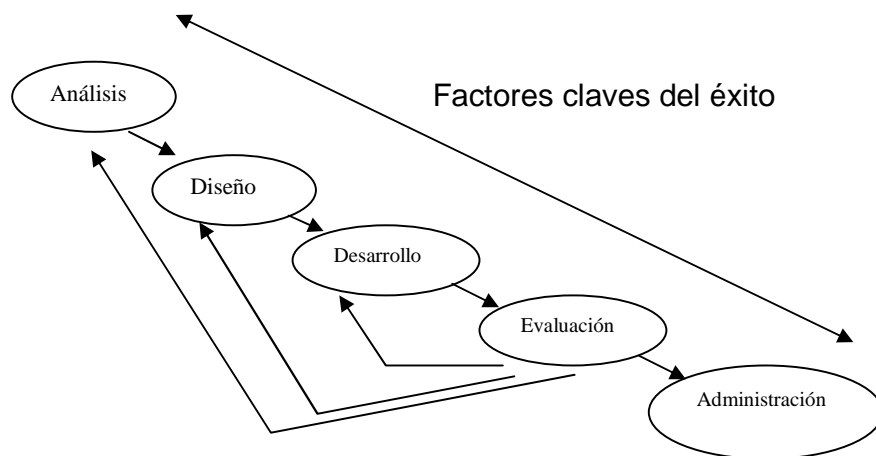 Análisis
Factores claves del éxito
Diseño
Desarrollo
Evaluación
Administración